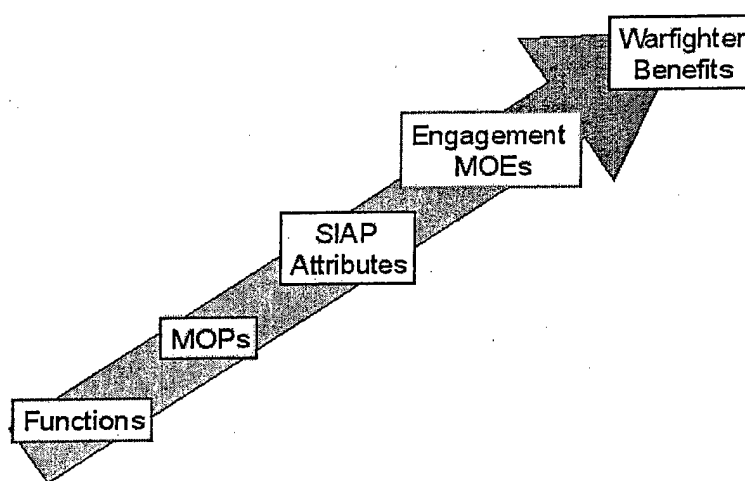 Warfighter
Benefits
Engagement
MOEs
SIAP
Attributes
MOPs
Functions